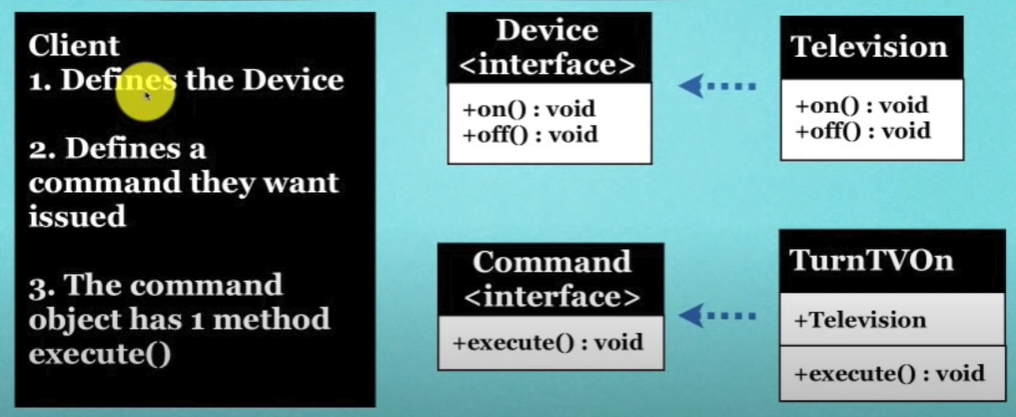 Client
1. Defines the Device
2. Defines a
command they want
issued
3. The command
object has 1 method
execute()
Device
<interface>
+on() : void
+off() : void
Television
+on() : void
+off() : void
Command
<interface>
+execute() : void
TurnTVOn
+Television
+execute() : void